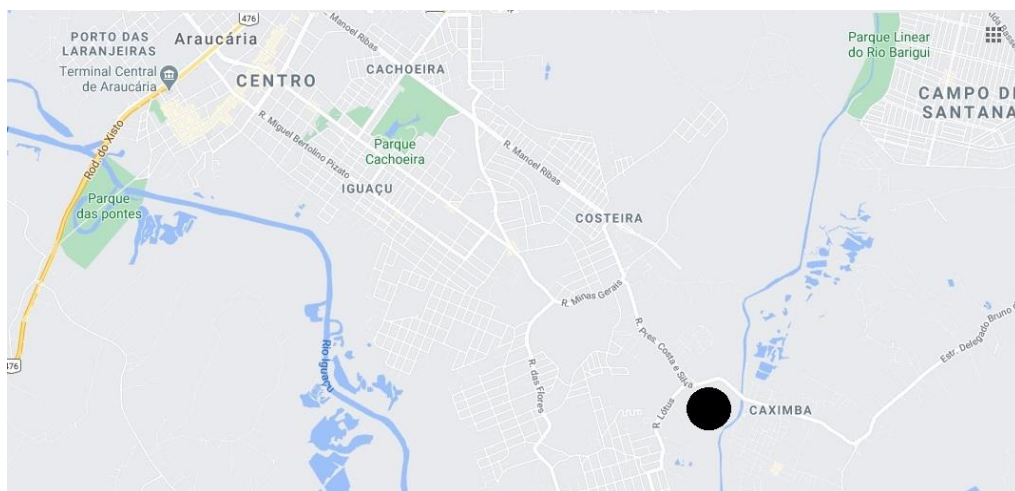 476
R. Manoel Ribas
PORTO DAS
LARANJEIRAS
Araucária
Parque Linear
do Rio Barigui
Terminal Central
de Araucária
CENTRO
CACHOEIRA
CAMPO DE
SANTANA
R. Miguel Bertolino Pizato
Rod. do Xisto
Parque
Cachoeira
R. Manoel Ribas
IGUAÇU
Parque
das pontes
COSTEIRA
R. Minas Gerais
R. Pres. Costa e Silva
Estr. Delegado Bruno
Rio Iguaçu
476
R. das Flores
R. Lótus
CAXIMBA